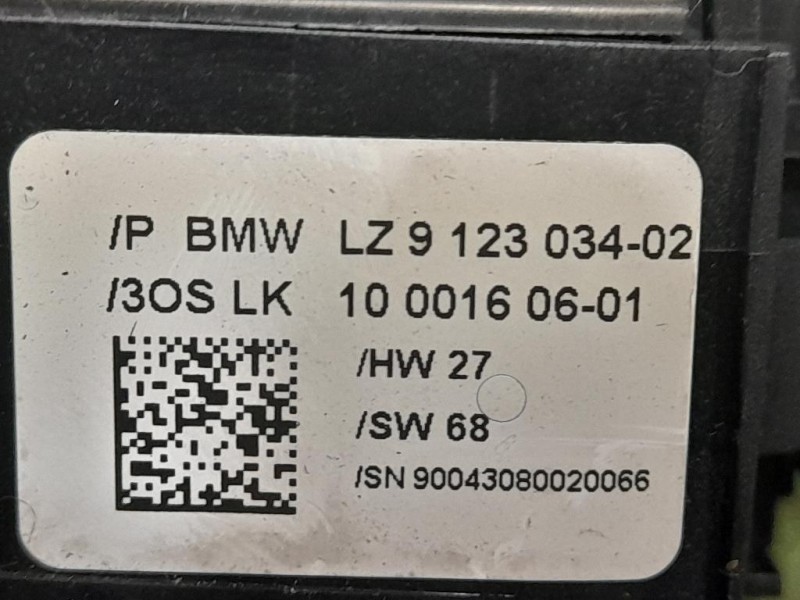 /P BMW LZ 9 123 034-02
/3OS LK 10 0016 06-01
/HW 27
/SW 68
/SN 90043080020066